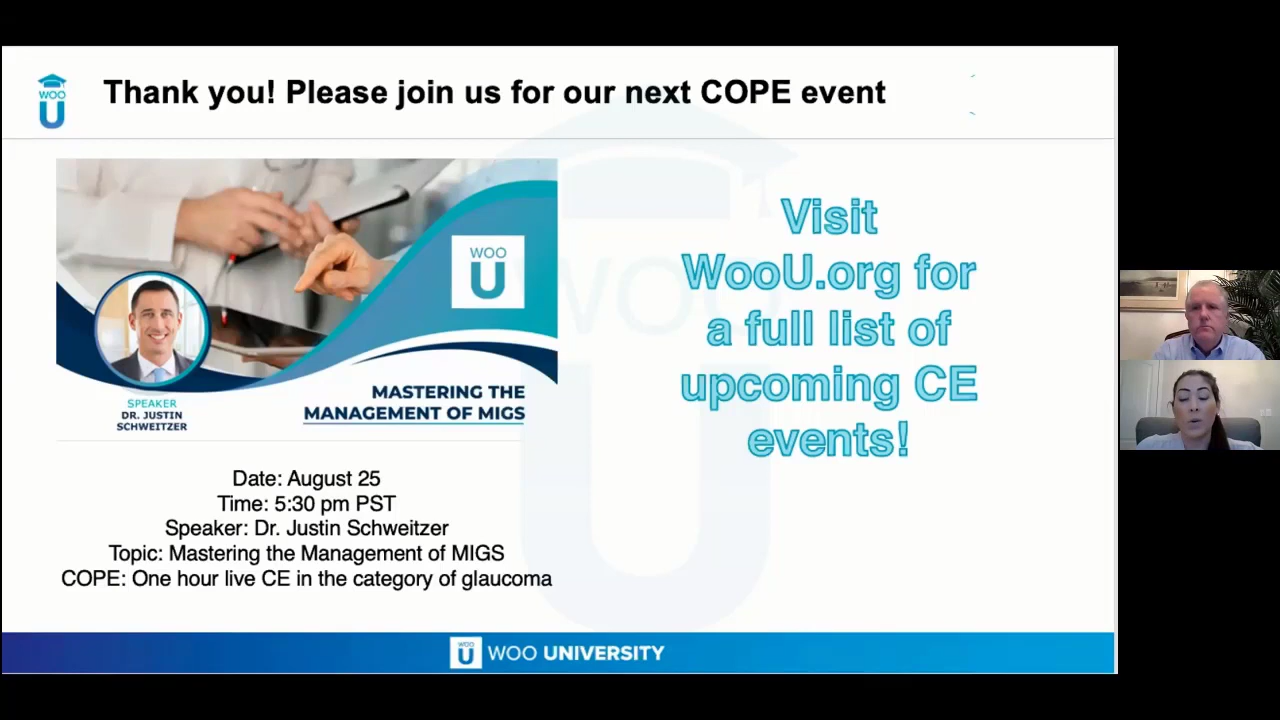 WOO
U
Thank you! Please join us for our next COPE event
WOO
U
SPEAKER
DR. JUSTIN
SCHWEITZER
MASTERING THE
MANAGEMENT OF MIGS
Visit
WooU.org for
a full list of
upcoming CE
events!
WOO
U
Date: August 25
Time: 5:30 pm PST
Speaker: Dr. Justin Schweitzer
Topic: Mastering the Management of MIGS
COPE: One hour live CE in the category of glaucoma
WOO
U
WOO UNIVERSITY